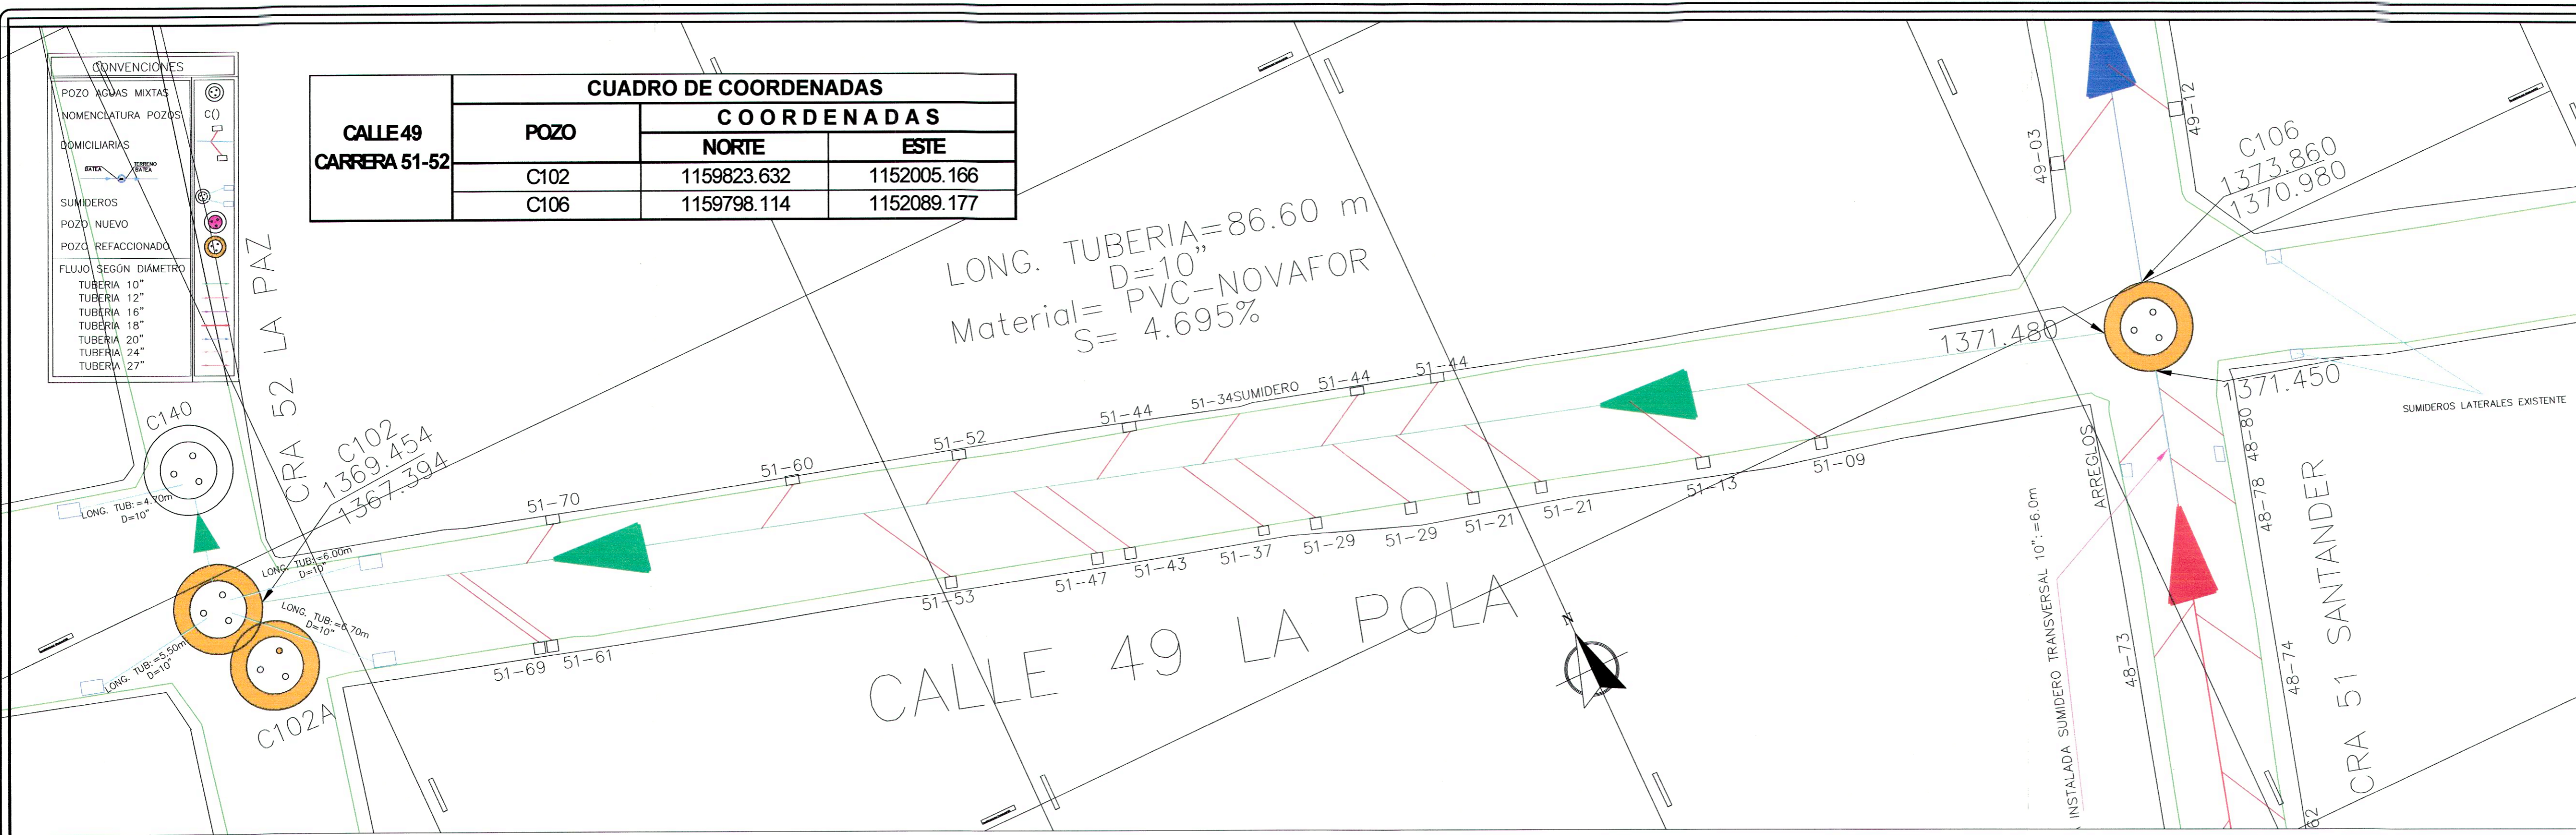 CONVENCIONES
POZO AGUAS MIXTAS
NOMENCLATURA POZOS C()
DOMICILIARIAS
BATEA
TERRENO
BATEA
SUMIDEROS
POZO NUEVO
POZO REFACCIONADO
FLUJO SEGÚN DIÁMETRO
TUBERIA 10"
TUBERIA 12"
TUBERIA 16"
TUBERIA 18"
TUBERIA 20"
TUBERIA 24"
TUBERIA 27"
CALLE 49
CARRERA 51-52
CUADRO DE COORDENADAS
POZO
COORDENADAS
NORTE ESTE
C102 1159823.632 1152005.166
C106 1159798.114 1152089.177
LONG. TUBERIA=86.60 m
D=10"
Material= PVC-NOVAFOR
S= 4.695%
CRA 52 LA PAZ
C140
C102
1369.454
1367.394
LONG. TUB:=4.70m
D=10"
LONG. TUB:=6.00m
D=10"
LONG. TUB:=6.70m
D=10"
LONG. TUB:=5.50m
D=10"
C102A
51-70
51-60
51-52
51-44
51-34SUMIDERO
51-44
51-44
51-69
51-61
51-53
51-47
51-43
51-37
51-29
51-29
51-21
51-21
51-13
51-09
CALLE 49 LA POLA
N
49-03
49-12
C106
1373.860
1370.980
1371.480
1371.450
SUMIDEROS LATERALES EXISTENTE
ARREGLOS
INSTALADA SUMIDERO TRANSVERSAL 10":=6.0m
48-73
48-80
48-78
48-74
62
CRA 51 SANTANDER